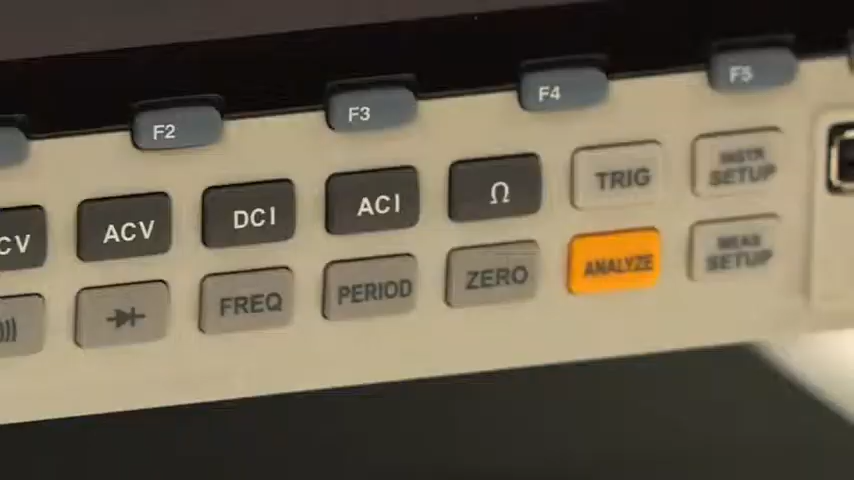 F2
F3
F4
F5
CV
ACV
DCI
ACI
Ω
TRIG
INSTR
SETUP
FREQ
PERIOD
ZERO
ANALYZE
MEAS
SETUP